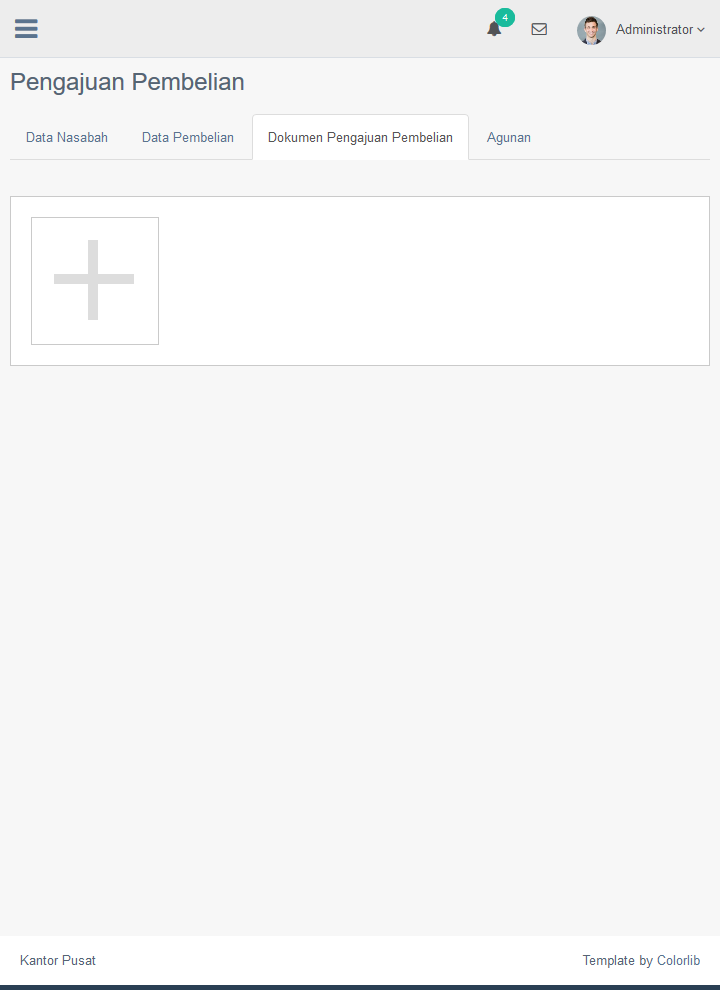 4
Administrator
Pengajuan Pembelian
Data Nasabah
Data Pembelian
Dokumen Pengajuan Pembelian
Agunan
Kantor Pusat
Template by Colorlib